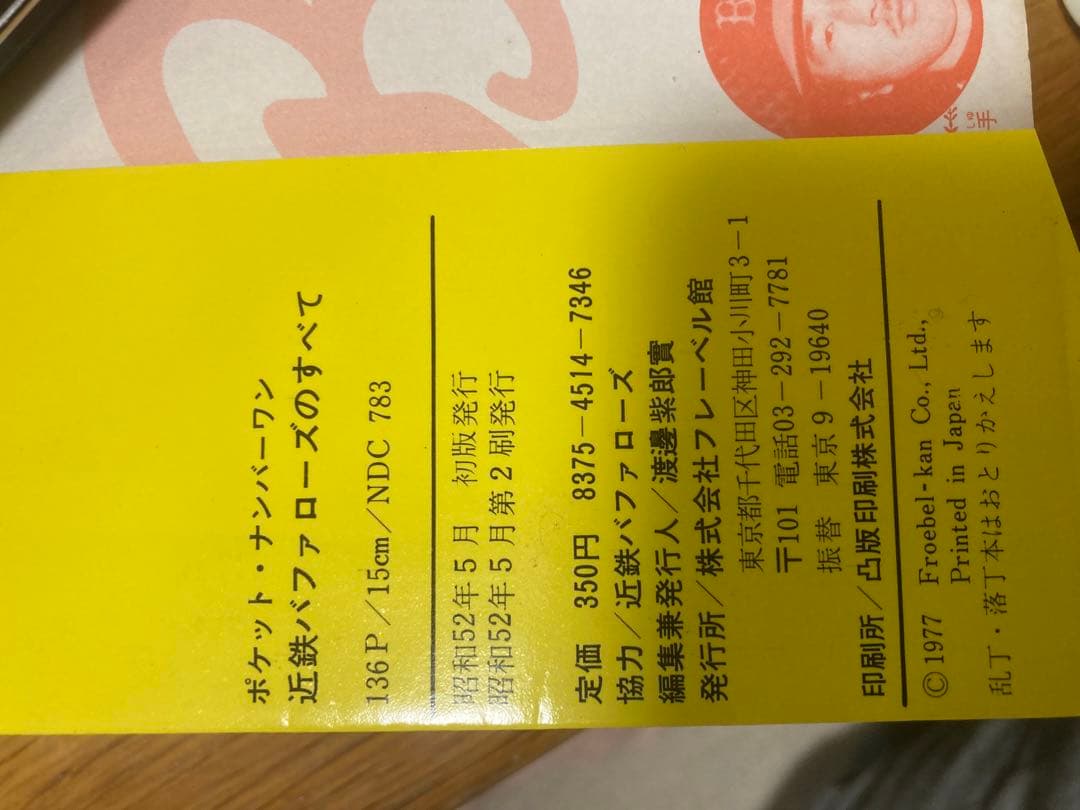 ポケット・ナンバーワン
近鉄バファローズのすべて
136P/15cm/NDC 783
昭和52年5月 初版発行
昭和52年5月第2刷発行
定価 350円 8375-4514-7346
協力/近鉄バファローズ
編集兼発行人/渡邊紫郎實
発行所/株式会社フレーベル館
東京都千代田区神田小川町3-1
〒101 電話03-292-7781
振替 東京9-19640
印刷所/凸版印刷株式会社
©1977 Froebel-kan Co., Ltd.,
Printed in Japan
乱丁・落丁本はおとりかえします
B
手
しゅ